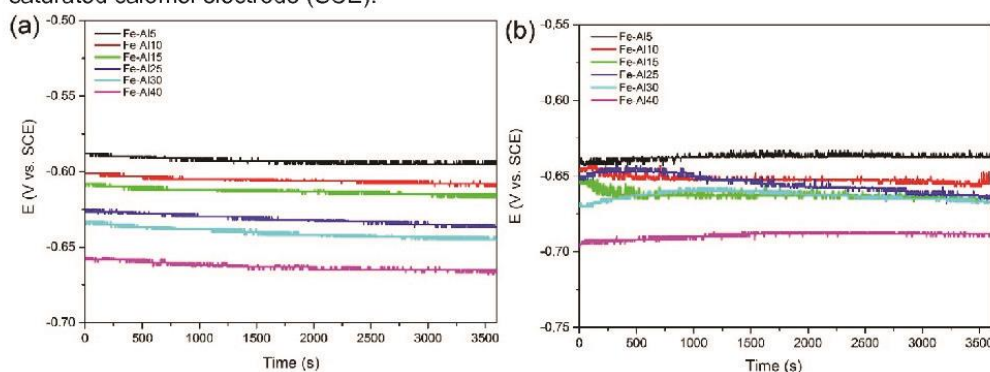 saturated calomel electrode (SCE).
(a)
-0.50
-0.55
-0.60
-0.65
-0.70
E (V vs. SCE)
Fe-Al5
Fe-Al10
Fe-Al15
Fe-Al25
Fe-Al30
Fe-Al40
0 500 1000 1500 2000 2500 3000 3500
Time (s)
(b)
-0.55
-0.60
-0.65
-0.70
-0.75
E (V vs. SCE)
Fe-Al5
Fe-Al10
Fe-Al15
Fe-Al25
Fe-Al30
Fe-Al40
0 500 1000 1500 2000 2500 3000 3500
Time (s)